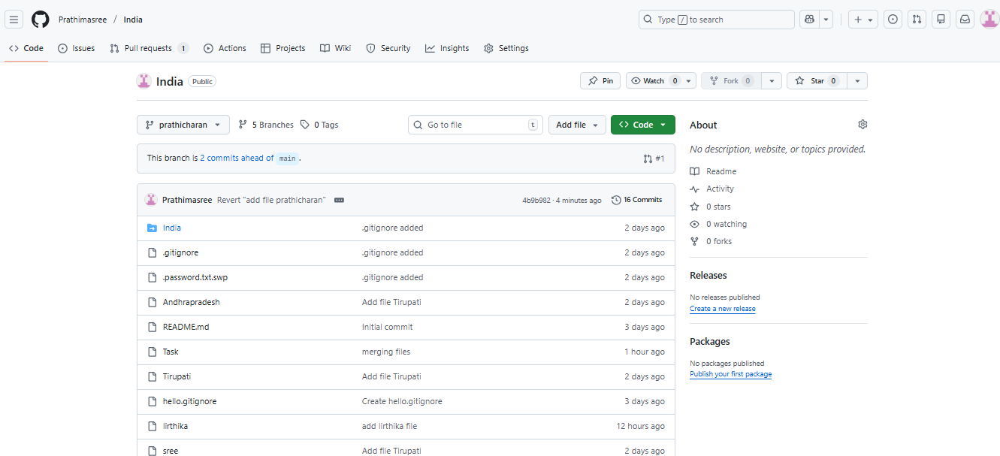 Prathimasree / India
Type / to search
Code Issues Pull requests 1 Actions Projects Wiki Security Insights Settings
India Public
Pin Watch 0 Fork 0 Star 0
prathicharan 5 Branches 0 Tags
Go to file t Add file Code
This branch is 2 commits ahead of main . #1
Prathimasree Revert "add file prathicharan" 4b9b982 · 4 minutes ago 16 Commits
India .gitignore added 2 days ago
.gitignore .gitignore added 2 days ago
.password.txt.swp .gitignore added 2 days ago
Andhrapradesh Add file Tirupati 2 days ago
README.md Initial commit 3 days ago
Task merging files 1 hour ago
Tirupati Add file Tirupati 2 days ago
hello.gitignore Create hello.gitignore 3 days ago
lirthika add lirthika file 12 hours ago
sree Add file Tirupati 2 days ago
About
No description, website, or topics provided.
Readme
Activity
0 stars
0 watching
0 forks
Releases
No releases published
Create a new release
Packages
No packages published
Publish your first package